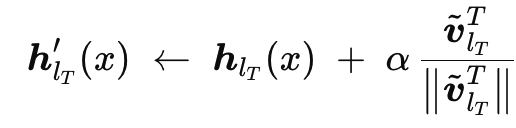 𝒉′_{l_T}(x) ← 𝒉_{l_T}(x) + α ṽ^T_{l_T} / ‖ṽ^T_{l_T}‖